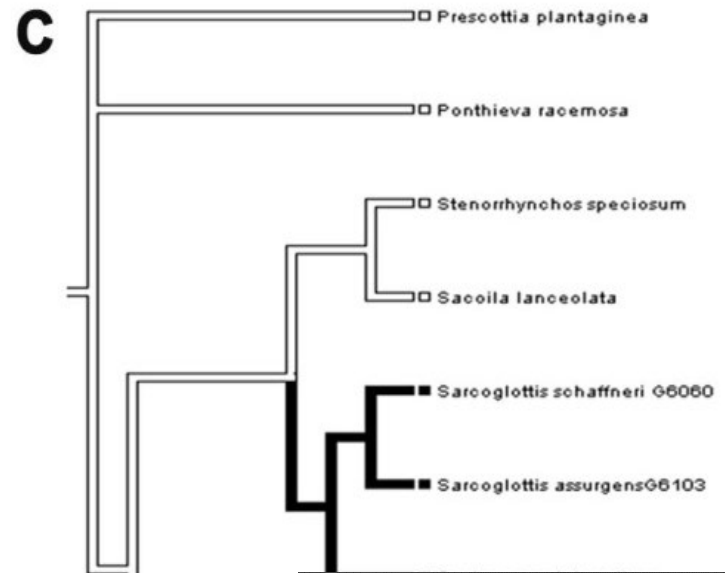 C
Prescottia plantaginea
Ponthieva racemosa
Stenorrhynchos speciosum
Sacoila lanceolata
Sarcoglottis schaffneri G6060
Sarcoglottis assurgensG6103